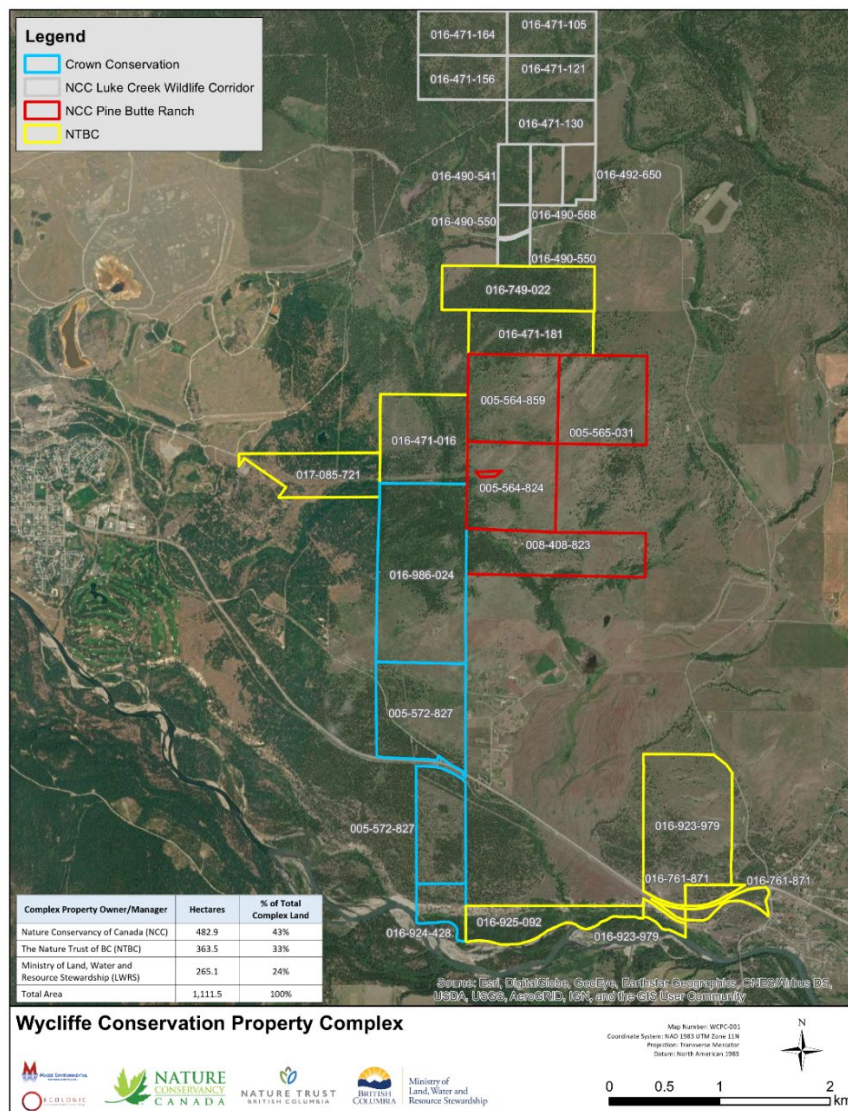 Legend
Crown Conservation
NCC Luke Creek Wildlife Corridor
NCC Pine Butte Ranch
NTBC
016-471-164
016-471-105
016-471-156
016-471-121
016-471-130
016-490-541
016-492-650
016-490-550
016-490-568
016-490-550
016-749-022
016-471-181
005-564-859
016-471-016
005-565-031
017-085-721
005-564-824
008-408-823
016-986-024
005-572-827
005-572-827
016-923-979
016-761-871
016-761-871
016-925-092
016-924-428
016-923-979
Complex Property Owner/Manager Hectares % of Total Complex Land
Nature Conservancy of Canada (NCC) 482.9 43%
The Nature Trust of BC (NTBC) 363.5 33%
Ministry of Land, Water and Resource Stewardship (LWRS) 265.1 24%
Total Area 1,111.5 100%
Source: Esri, DigitalGlobe, GeoEye, Earthstar Geographics, CNES/Airbus DS,
USDA, USGS, AeroGRID, IGN, and the GIS User Community
Wycliffe Conservation Property Complex
Map Number: WCPC-001
Coordinate System: NAD 1983 UTM Zone 11N
Projection: Transverse Mercator
Datum: North American 1983
N
0 0.5 1 2
km
ECOLOGIC
NATURE
CONSERVANCY
CANADA
NATURE TRUST
BRITISH COLUMBIA
BRITISH
COLUMBIA
Ministry of
Land, Water and
Resource Stewardship